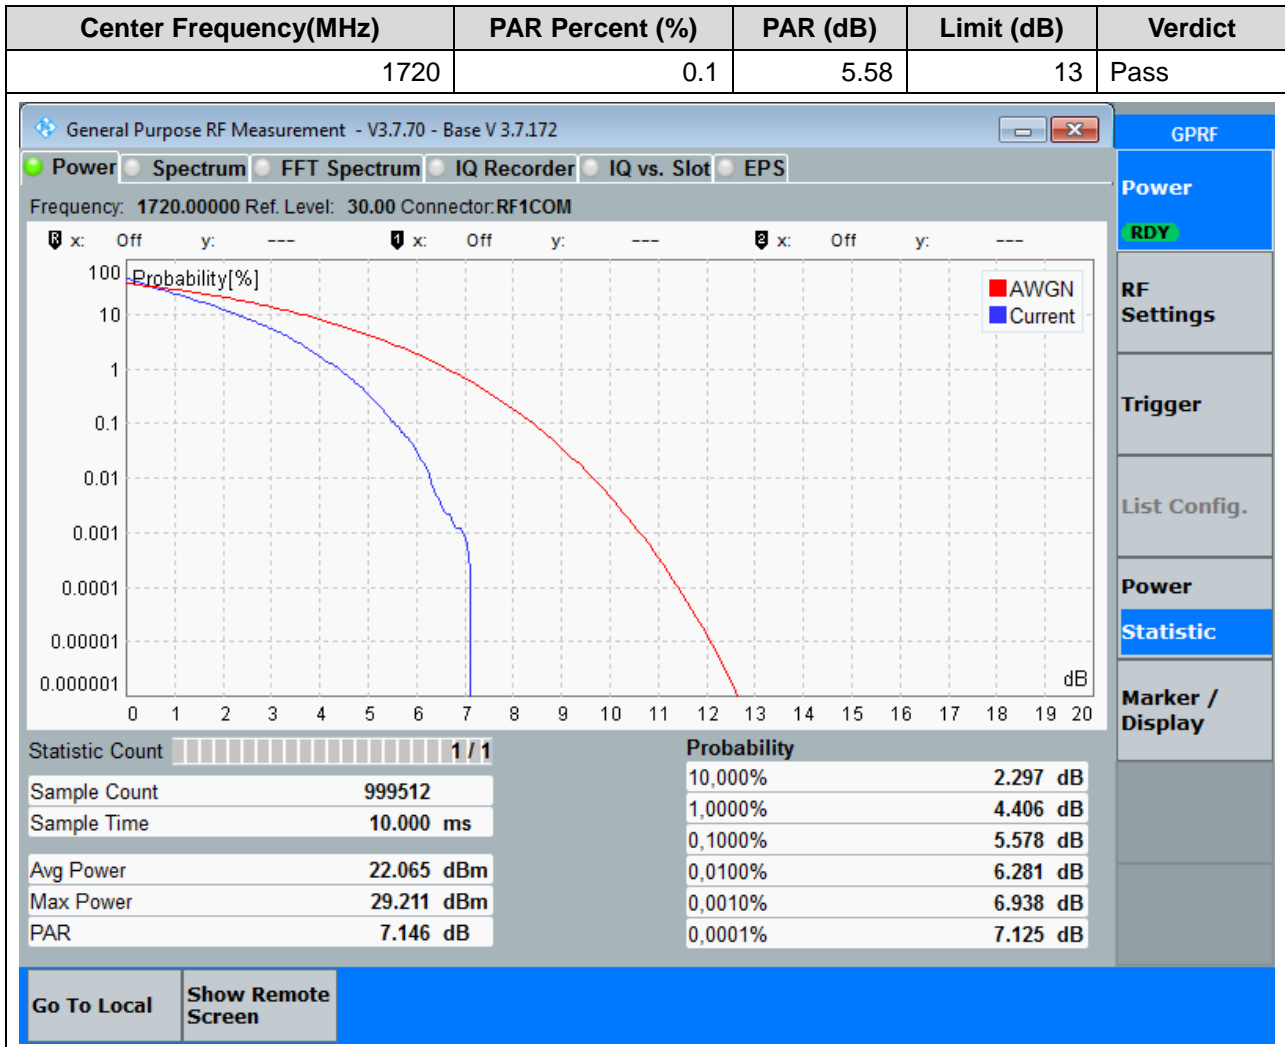 Center Frequency(MHz) PAR Percent (%) PAR (dB) Limit (dB) Verdict
1720 0.1 5.58 13 Pass
General Purpose RF Measurement - V3.7.70 - Base V 3.7.172
GPRF
Power Spectrum FFT Spectrum IQ Recorder IQ vs. Slot EPS
Power
RDY
Frequency: 1720.00000 Ref. Level: 30.00 Connector: RF1COM
R x: Off y: --- 1 x: Off y: --- 2 x: Off y: ---
Probability[%]
100
10
1
0.1
0.01
0.001
0.0001
0.00001
0.000001
AWGN
Current
dB
0 1 2 3 4 5 6 7 8 9 10 11 12 13 14 15 16 17 18 19 20
RF
Settings
Trigger
List Config.
Power
Statistic
Marker /
Display
Statistic Count 1 / 1
Sample Count 999512
Sample Time 10.000 ms
Avg Power 22.065 dBm
Max Power 29.211 dBm
PAR 7.146 dB
Probability
10,000% 2.297 dB
1,0000% 4.406 dB
0,1000% 5.578 dB
0,0100% 6.281 dB
0,0010% 6.938 dB
0,0001% 7.125 dB
Go To Local
Show Remote
Screen